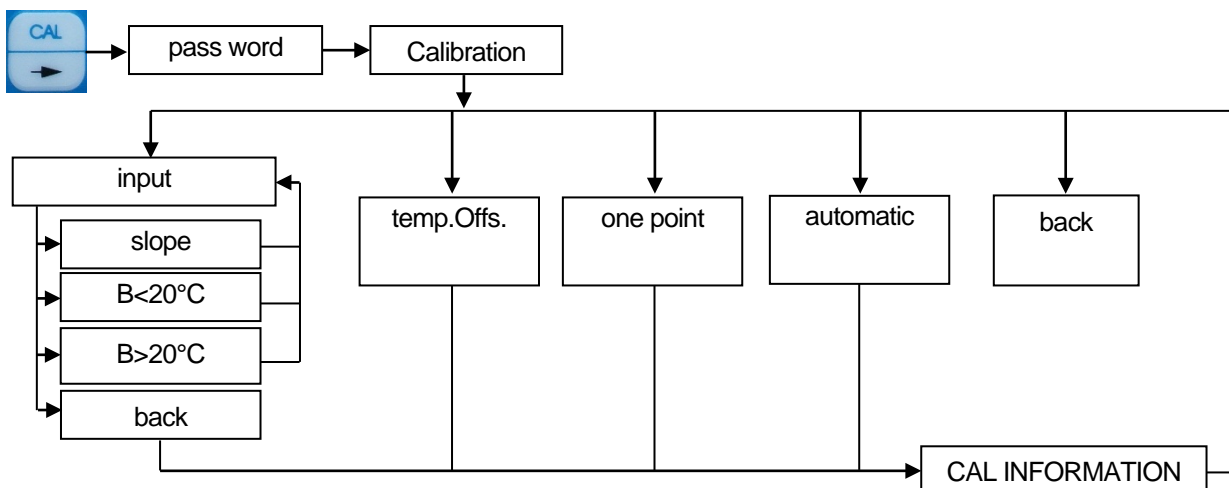 CAL
pass word
Calibration
input
temp.Offs.
one point
automatic
back
slope
B<20°C
B>20°C
back
CAL INFORMATION